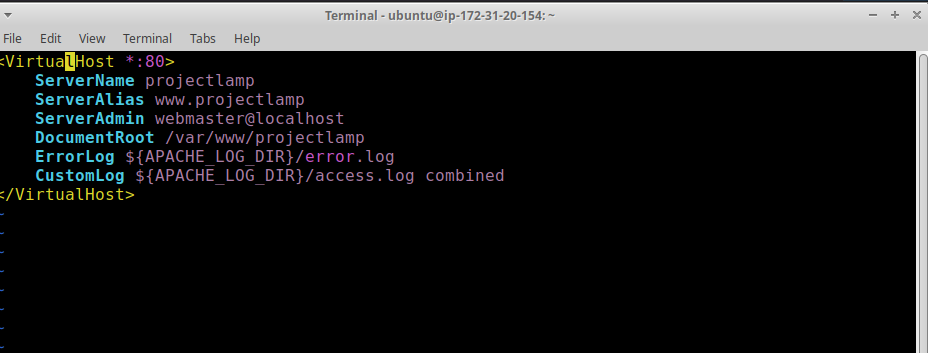 Terminal - ubuntu@ip-172-31-20-154: ~
File Edit View Terminal Tabs Help
<VirtualHost *:80>
    ServerName projectlamp
    ServerAlias www.projectlamp
    ServerAdmin webmaster@localhost
    DocumentRoot /var/www/projectlamp
    ErrorLog ${APACHE_LOG_DIR}/error.log
    CustomLog ${APACHE_LOG_DIR}/access.log combined
</VirtualHost>
~
~
~
~
~
~
~
~